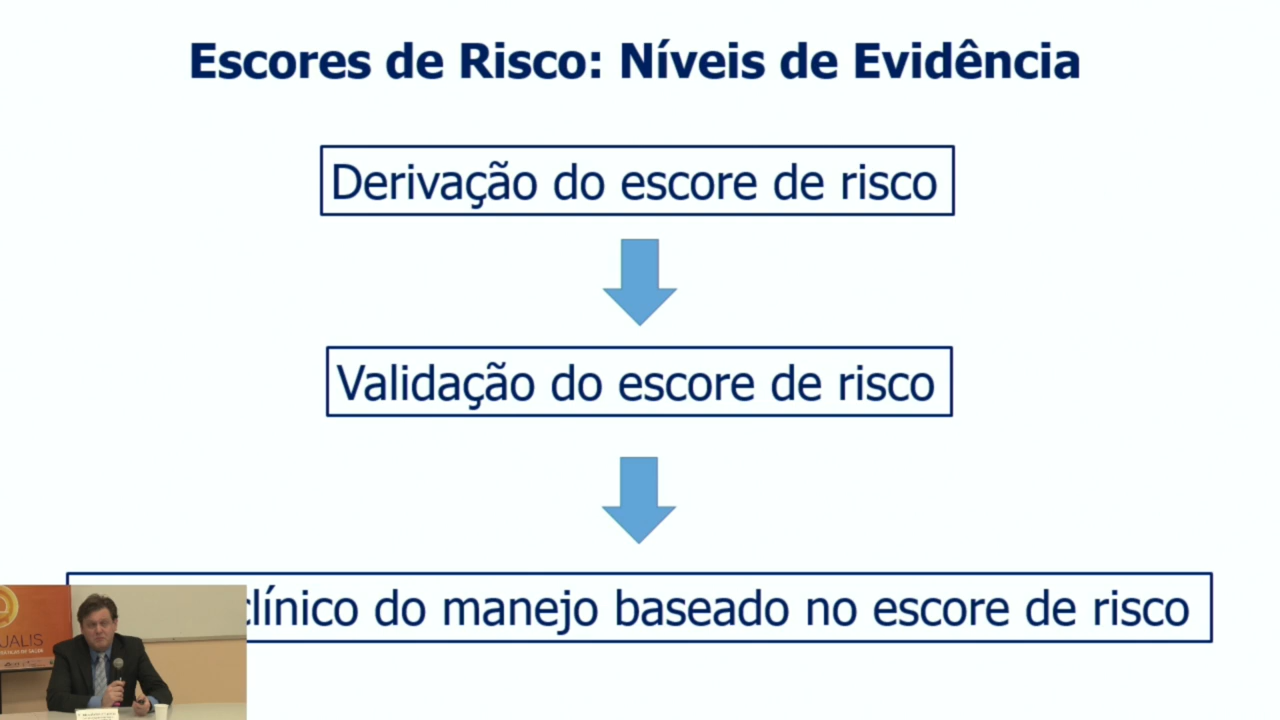 Escores de Risco: Níveis de Evidência
Derivação do escore de risco
Validação do escore de risco
clínico do manejo baseado no escore de risco
JALIS